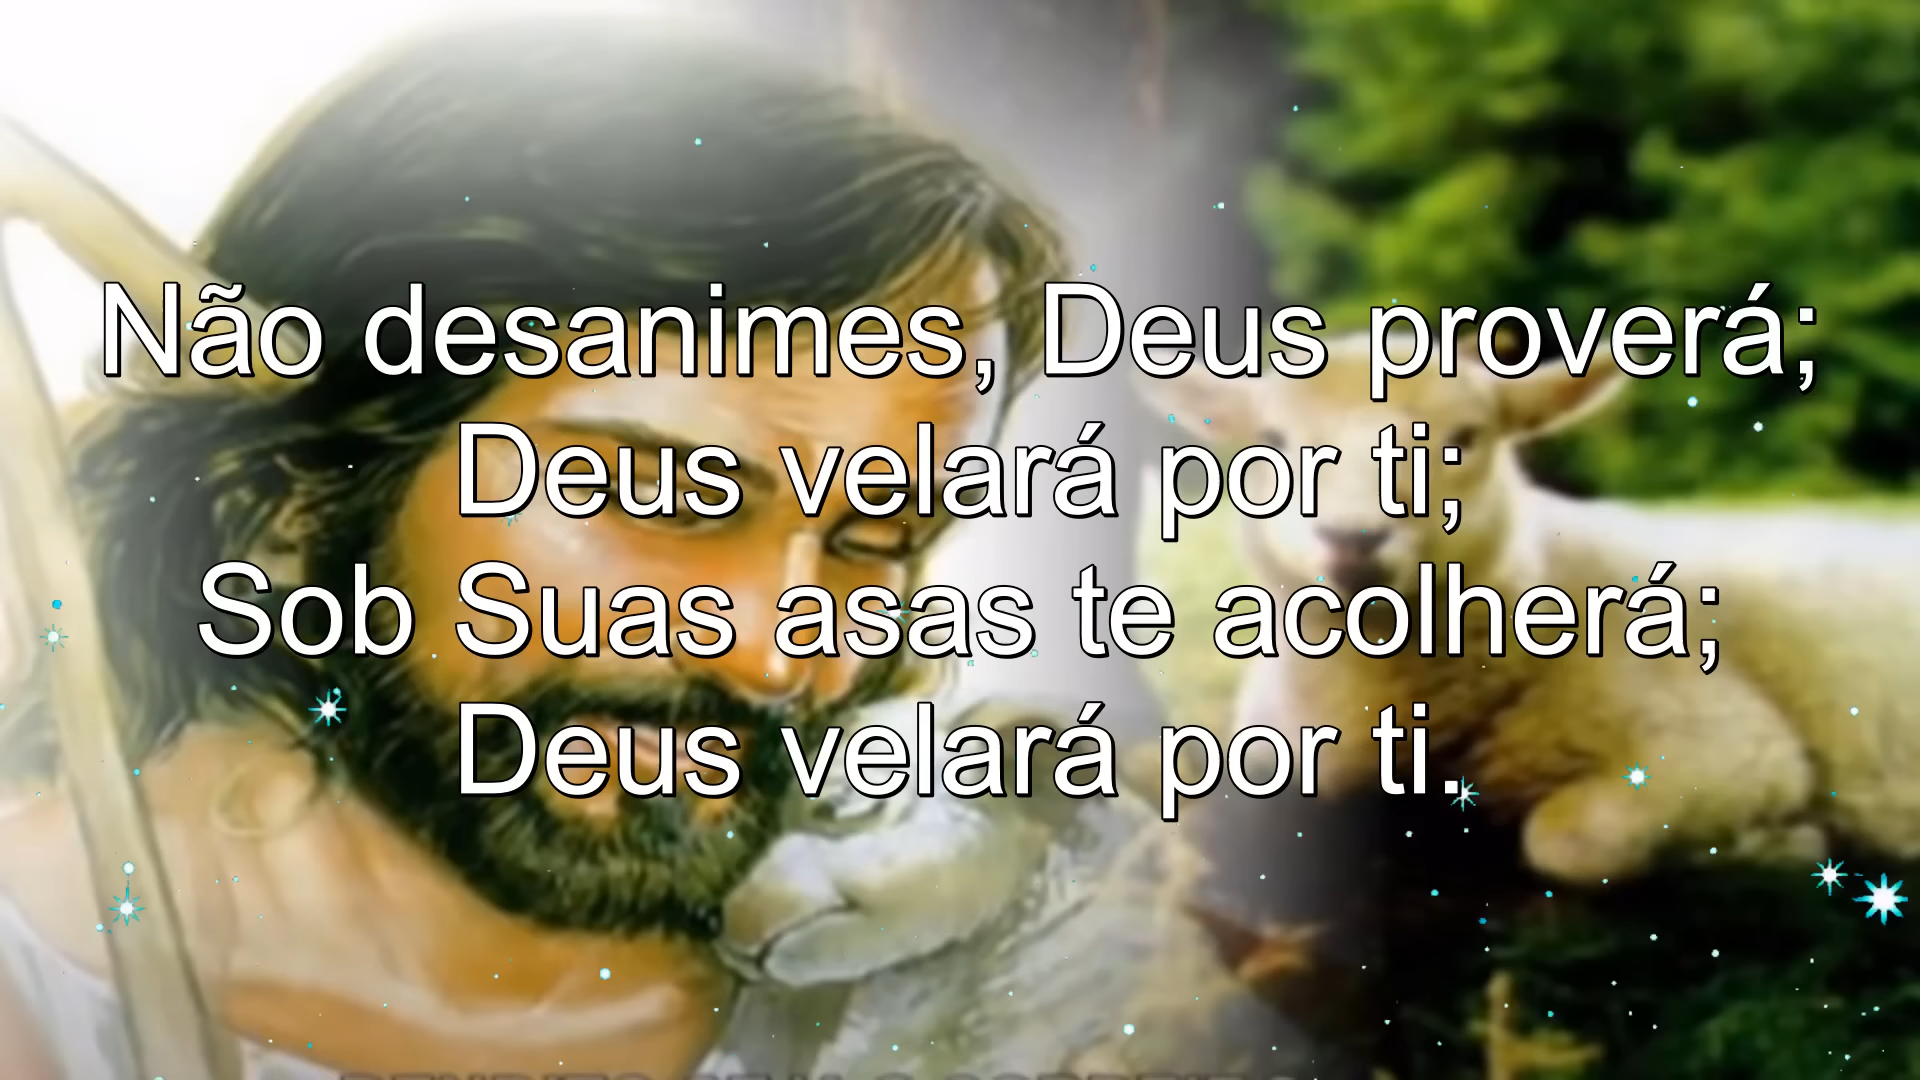 Não desanimes, Deus proverá;
Deus velará por ti;
Sob Suas asas te acolherá;
Deus velará por ti.